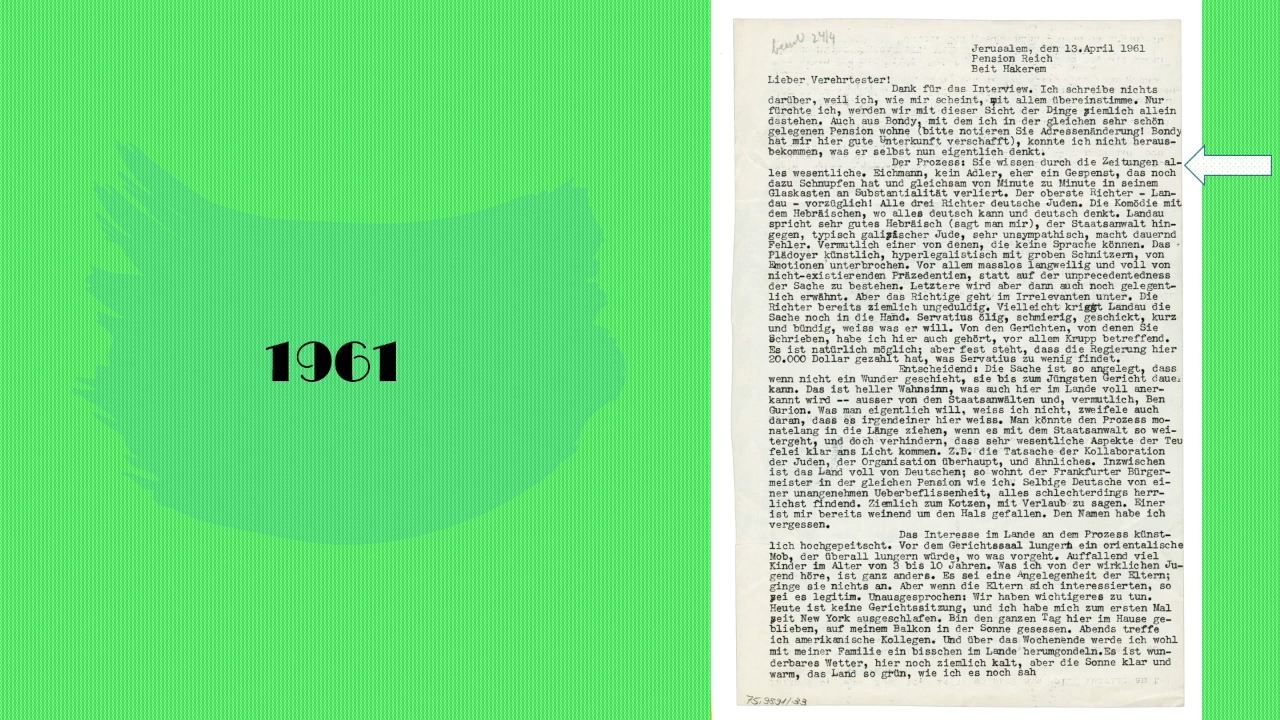 1961
beant 24/4
Jerusalem, den 13.April 1961
Pension Reich
Beit Hakerem
Lieber Verehrtester!
Dank für das Interview. Ich schreibe nichts
darüber, weil ich, wie mir scheint, mit allem übereinstimme. Nur
fürchte ich, werden wir mit dieser Sicht der Dinge ziemlich allein
dastehen. Auch aus Bondy, mit dem ich in der gleichen sehr schön
gelegenen Pension wohne (bitte notieren Sie Adressenänderung! Bondy
hat mir hier gute Unterkunft verschafft), konnte ich nicht heraus-
bekommen, was er selbst nun eigentlich denkt.
Der Prozess: Sie wissen durch die Zeitungen al-
les wesentliche. Eichmann, kein Adler, eher ein Gespenst, das noch
dazu Schnupfen hat und gleichsam von Minute zu Minute in seinem
Glaskasten an Substantialität verliert. Der oberste Richter - Lan-
dau - vorzüglich! Alle drei Richter deutsche Juden. Die Komödie mit
dem Hebräischen, wo alles deutsch kann und deutsch denkt. Landau
spricht sehr gutes Hebräisch (sagt man mir), der Staatsanwalt hin-
gegen, typisch galizischer Jude, sehr unsympathisch, macht dauernd
Fehler. Vermutlich einer von denen, die keine Sprache können. Das
Plädoyer künstlich, hyperlegalistisch mit groben Schnitzern, von
Emotionen unterbrochen. Vor allem masslos langweilig und voll von
nicht-existierenden Präzedentien, statt auf der unprecedentedness
der Sache zu bestehen. Letztere wird aber dann auch noch gelegent-
lich erwähnt. Aber das Richtige geht im Irrelevanten unter. Die
Richter bereits ziemlich ungeduldig. Vielleicht kriegt Landau die
Sache noch in die Hand. Servatius ölig, schmierig, geschickt, kurz
und bündig, weiss was er will. Von den Gerüchten, von denen Sie
Schrieben, habe ich hier auch gehört, vor allem Krupp betreffend.
Es ist natürlich möglich; aber fest steht, dass die Regierung hier
20.000 Dollar gezahlt hat, was Servatius zu wenig findet.
Entscheidend: Die Sache ist so angelegt, dass
wenn nicht ein Wunder geschieht, sie bis zum Jüngsten Gericht dauer
kann. Das ist heller Wahnsinn, was auch hier im Lande voll aner-
kannt wird -- ausser von den Staatsanwälten und, vermutlich, Ben
Gurion. Was man eigentlich will, weiss ich nicht, zweifele auch
daran, dass es irgendeiner hier weiss. Man könnte den Prozess mo-
natelang in die Länge ziehen, wenn es mit dem Staatsanwalt so wei-
tergeht, und doch verhindern, dass sehr wesentliche Aspekte der Teu
felei klar ans Licht kommen. Z.B. die Tatsache der Kollaboration
der Juden, der Organisation überhaupt, und ähnliches. Inzwischen
ist das Land voll von Deutschen; so wohnt der Frankfurter Bürger-
meister in der gleichen Pension wie ich. Selbige Deutsche von ei-
ner unangenehmen Ueberbeflissenheit, alles schlechterdings herr-
lichst findend. Ziemlich zum Kotzen, mit Verlaub zu sagen. Einer
ist mir bereits weinend um den Hals gefallen. Den Namen habe ich
vergessen.
Das Interesse im Lande an dem Prozess künst-
lich hochgepeitscht. Vor dem Gerichtssaal lungern ein orientalische
Mob, der überall lungern würde, wo was vorgeht. Auffallend viel
Kinder im Alter von 3 bis 10 Jahren. Was ich von der wirklichen Ju-
gend höre, ist ganz anders. Es sei eine Angelegenheit der Eltern;
ginge sie nichts an. Aber wenn die Eltern sich interessierten, so
sei es legitim. Unausgesprochen: Wir haben wichtigeres zu tun.
Heute ist keine Gerichtssitzung, und ich habe mich zum ersten Mal
seit New York ausgeschlafen. Bin den ganzen Tag hier im Hause ge-
blieben, auf meinem Balkon in der Sonne gesessen. Abends treffe
ich amerikanische Kollegen. Und über das Wochenende werde ich wohl
mit meiner Familie ein bisschen im Lande herumgondeln.Es ist wun-
derbares Wetter, hier noch ziemlich kalt, aber die Sonne klar und
warm, das Land so grün, wie ich es noch sah
75.9891/33